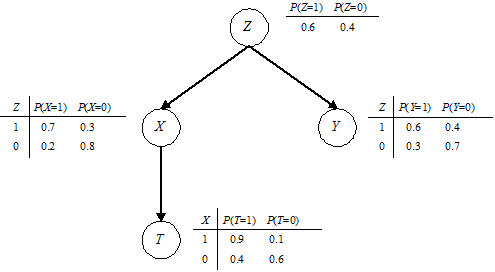 P(Z=1) P(Z=0)
Z
0.6 0.4
Z P(X=1) P(X=0)
1 0.7 0.3
0 0.2 0.8
X
Y
Z P(Y=1) P(Y=0)
1 0.6 0.4
0 0.3 0.7
T
X P(T=1) P(T=0)
1 0.9 0.1
0 0.4 0.6